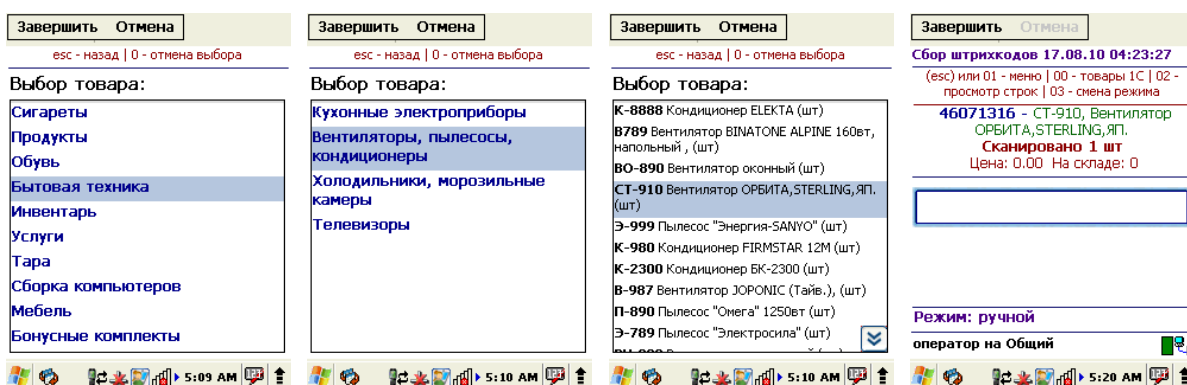 Завершить Отмена
esc - назад | 0 - отмена выбора
Выбор товара:
Сигареты
Продукты
Обувь
Бытовая техника
Инвентарь
Услуги
Тара
Сборка компьютеров
Мебель
Бонусные комплекты
5:09 AM
Завершить Отмена
esc - назад | 0 - отмена выбора
Выбор товара:
Кухонные электроприборы
Вентиляторы, пылесосы,
кондиционеры
Холодильники, морозильные
камеры
Телевизоры
5:10 AM
Завершить Отмена
esc - назад | 0 - отмена выбора
Выбор товара:
К-8888 Кондиционер ELEKTA (шт)
В789 Вентилятор BINATONE ALPINE 160вт,
напольный , (шт)
ВО-890 Вентилятор оконный (шт)
СТ-910 Вентилятор ОРБИТА,STERLING,ЯП.
(шт)
Э-999 Пылесос "Энергия-SANYO" (шт)
К-980 Кондиционер FIRMSTAR 12М (шт)
К-2300 Кондиционер БК-2300 (шт)
В-987 Вентилятор JOPONIC (Тайв.), (шт)
П-890 Пылесос "Омега" 1250вт (шт)
Э-789 Пылесос "Электросила" (шт)
5:10 AM
Завершить Отмена
Сбор штрихкодов 17.08.10 04:23:27
(esc) или 01 - меню | 00 - товары 1С | 02 -
просмотр строк | 03 - смена режима
46071316 - СТ-910, Вентилятор
ОРБИТА,STERLING,ЯП.
Сканировано 1 шт
Цена: 0.00 На складе: 0
Режим: ручной
оператор на Общий
5:20 AM